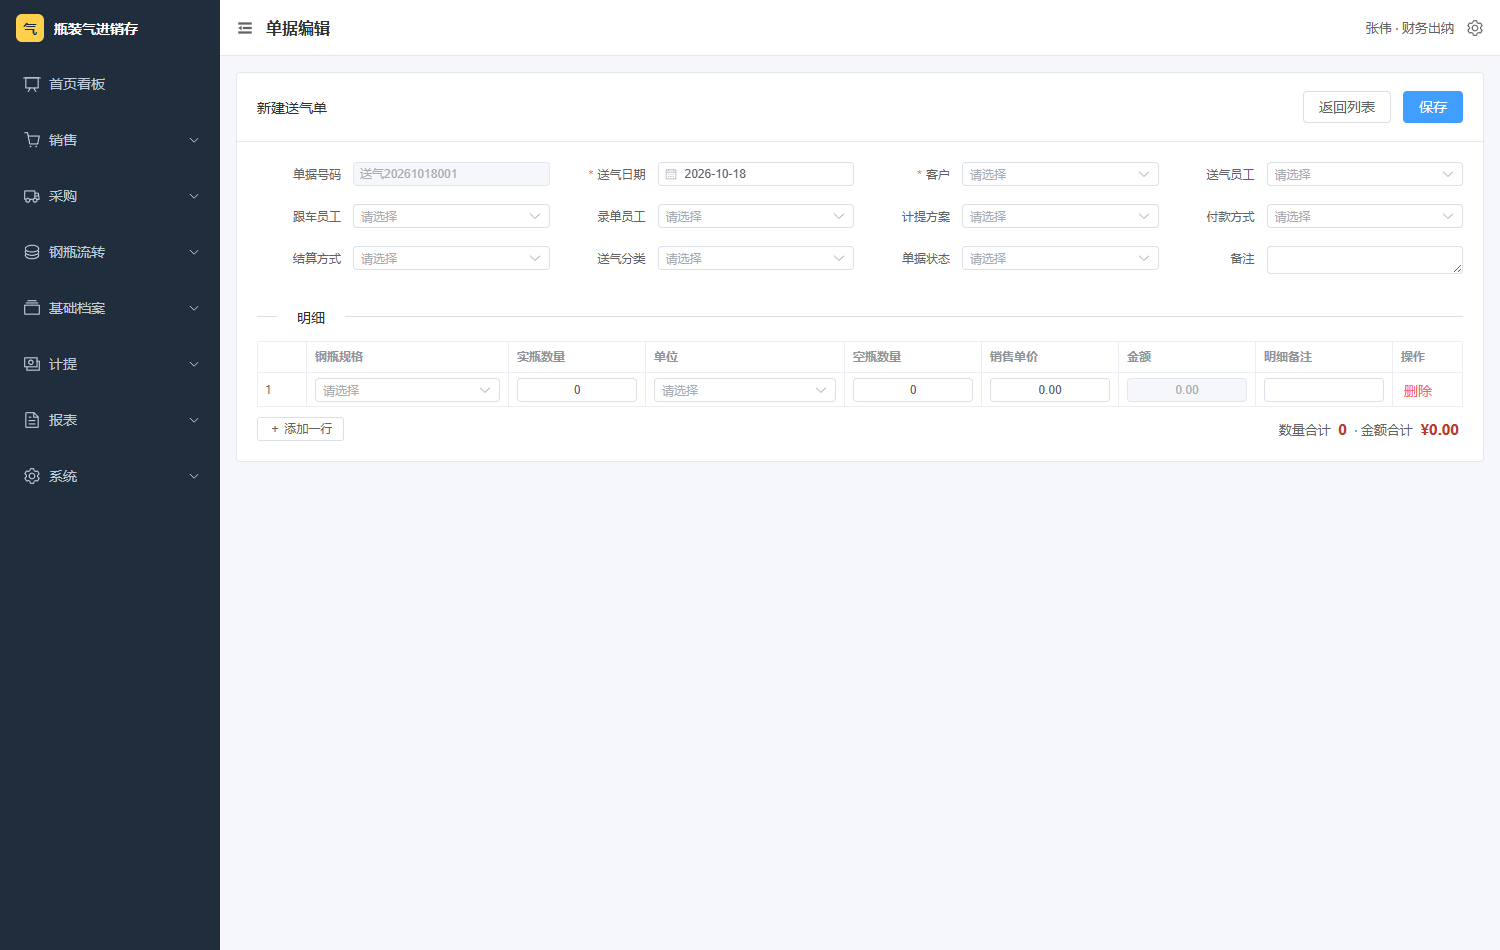 气 瓶装气进销存
单据编辑
张伟 · 财务出纳
首页看板
销售
采购
钢瓶流转
基础档案
计提
报表
系统
新建送气单
返回列表 保存
单据号码 送气20261018001 * 送气日期 2026-10-18 * 客户 请选择 送气员工 请选择
跟车员工 请选择 录单员工 请选择 计提方案 请选择 付款方式 请选择
结算方式 请选择 送气分类 请选择 单据状态 请选择 备注
明细
钢瓶规格 实瓶数量 单位 空瓶数量 销售单价 金额 明细备注 操作
1 请选择 0 请选择 0 0.00 0.00 删除
+ 添加一行 数量合计 0 · 金额合计 ¥0.00